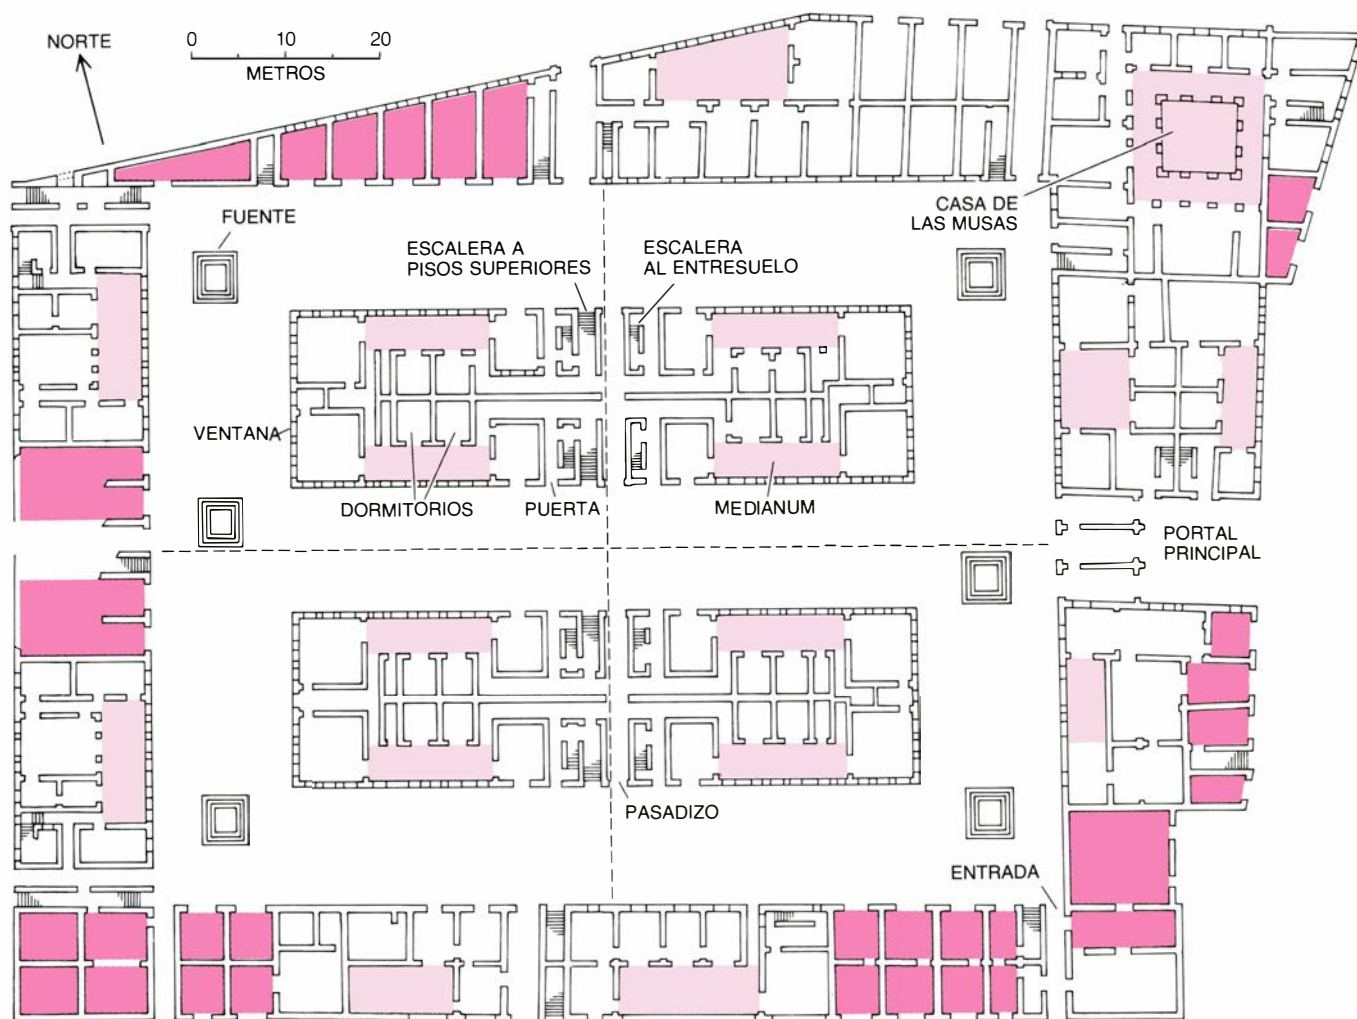 NORTE
0 10 20
METROS
FUENTE
ESCALERA A
PISOS SUPERIORES
ESCALERA
AL ENTRESUELO
CASA DE
LAS MUSAS
VENTANA
DORMITORIOS
PUERTA
MEDIANUM
PORTAL
PRINCIPAL
PASADIZO
ENTRADA